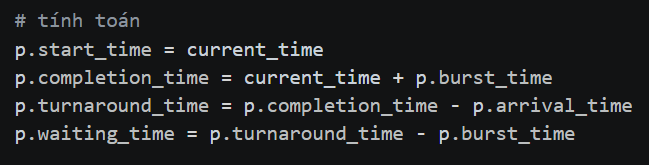 # tính toán
p.start_time = current_time
p.completion_time = current_time + p.burst_time
p.turnaround_time = p.completion_time - p.arrival_time
p.waiting_time = p.turnaround_time - p.burst_time